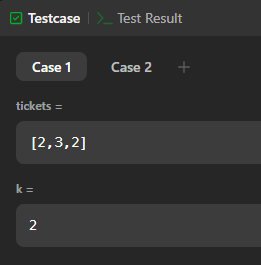 Testcase | >_ Test Result
Case 1 Case 2 +
tickets =
[2,3,2]
k =
2